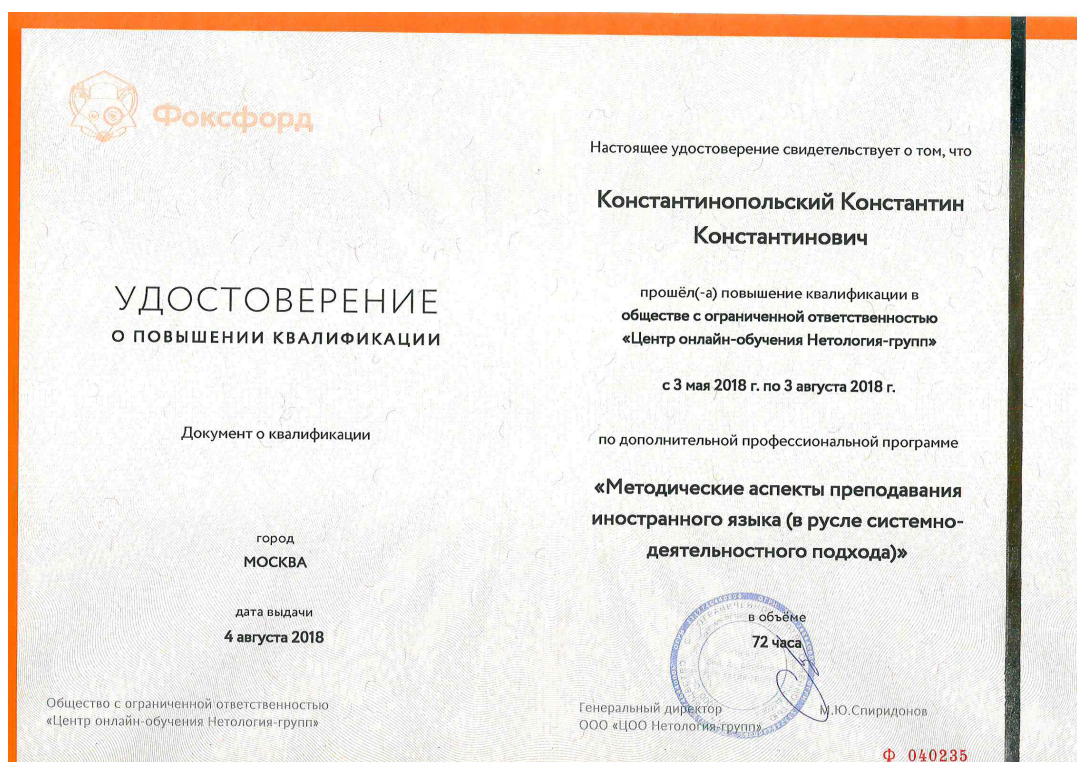 Фоксфорд
УДОСТОВЕРЕНИЕ
О ПОВЫШЕНИИ КВАЛИФИКАЦИИ
Документ о квалификации
город
МОСКВА
дата выдачи
4 августа 2018
Общество с ограниченной ответственностью
«Центр онлайн-обучения Нетология-групп»
Настоящее удостоверение свидетельствует о том, что
Константинопольский Константин
Константинович
прошёл(-а) повышение квалификации в
обществе с ограниченной ответственностью
«Центр онлайн-обучения Нетология-групп»
с 3 мая 2018 г. по 3 августа 2018 г.
по дополнительной профессиональной программе
«Методические аспекты преподавания
иностранного языка (в русле системно-
деятельностного подхода)»
в объёме
72 часа
Генеральный директор
ООО «ЦОО Нетология-групп»
М.Ю.Спиридонов
Ф 040235